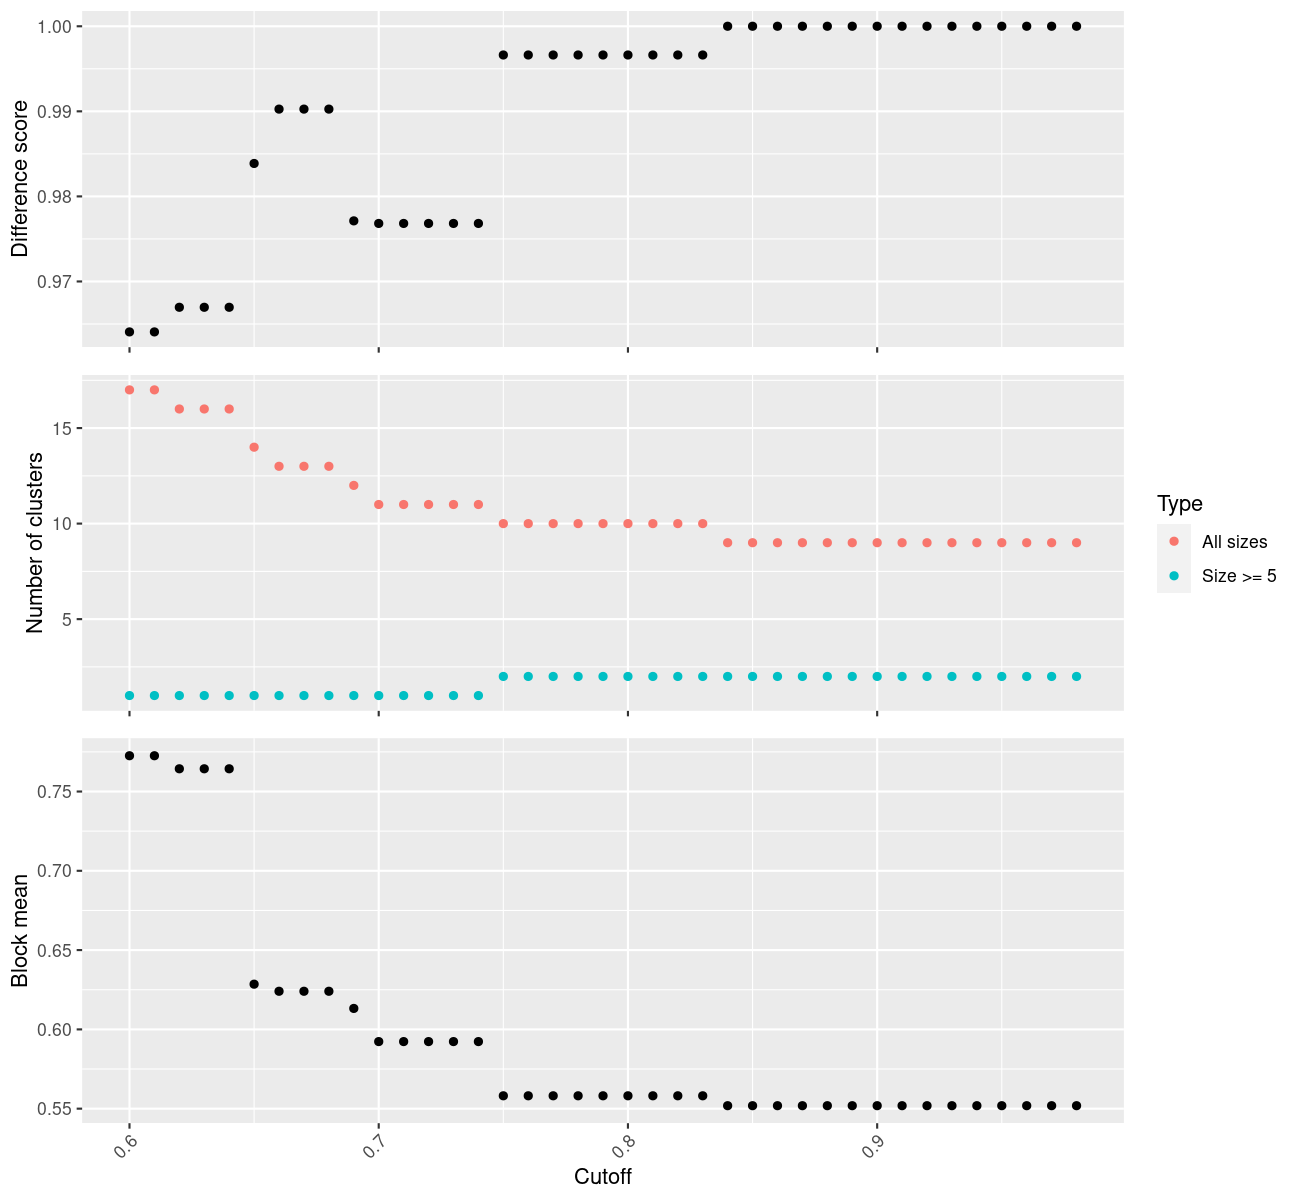 Difference score
1.00
0.99
0.98
0.97
Number of clusters
15
10
5
Type
All sizes
Size >= 5
Block mean
0.75
0.70
0.65
0.60
0.55
0.6
0.7
0.8
0.9
Cutoff